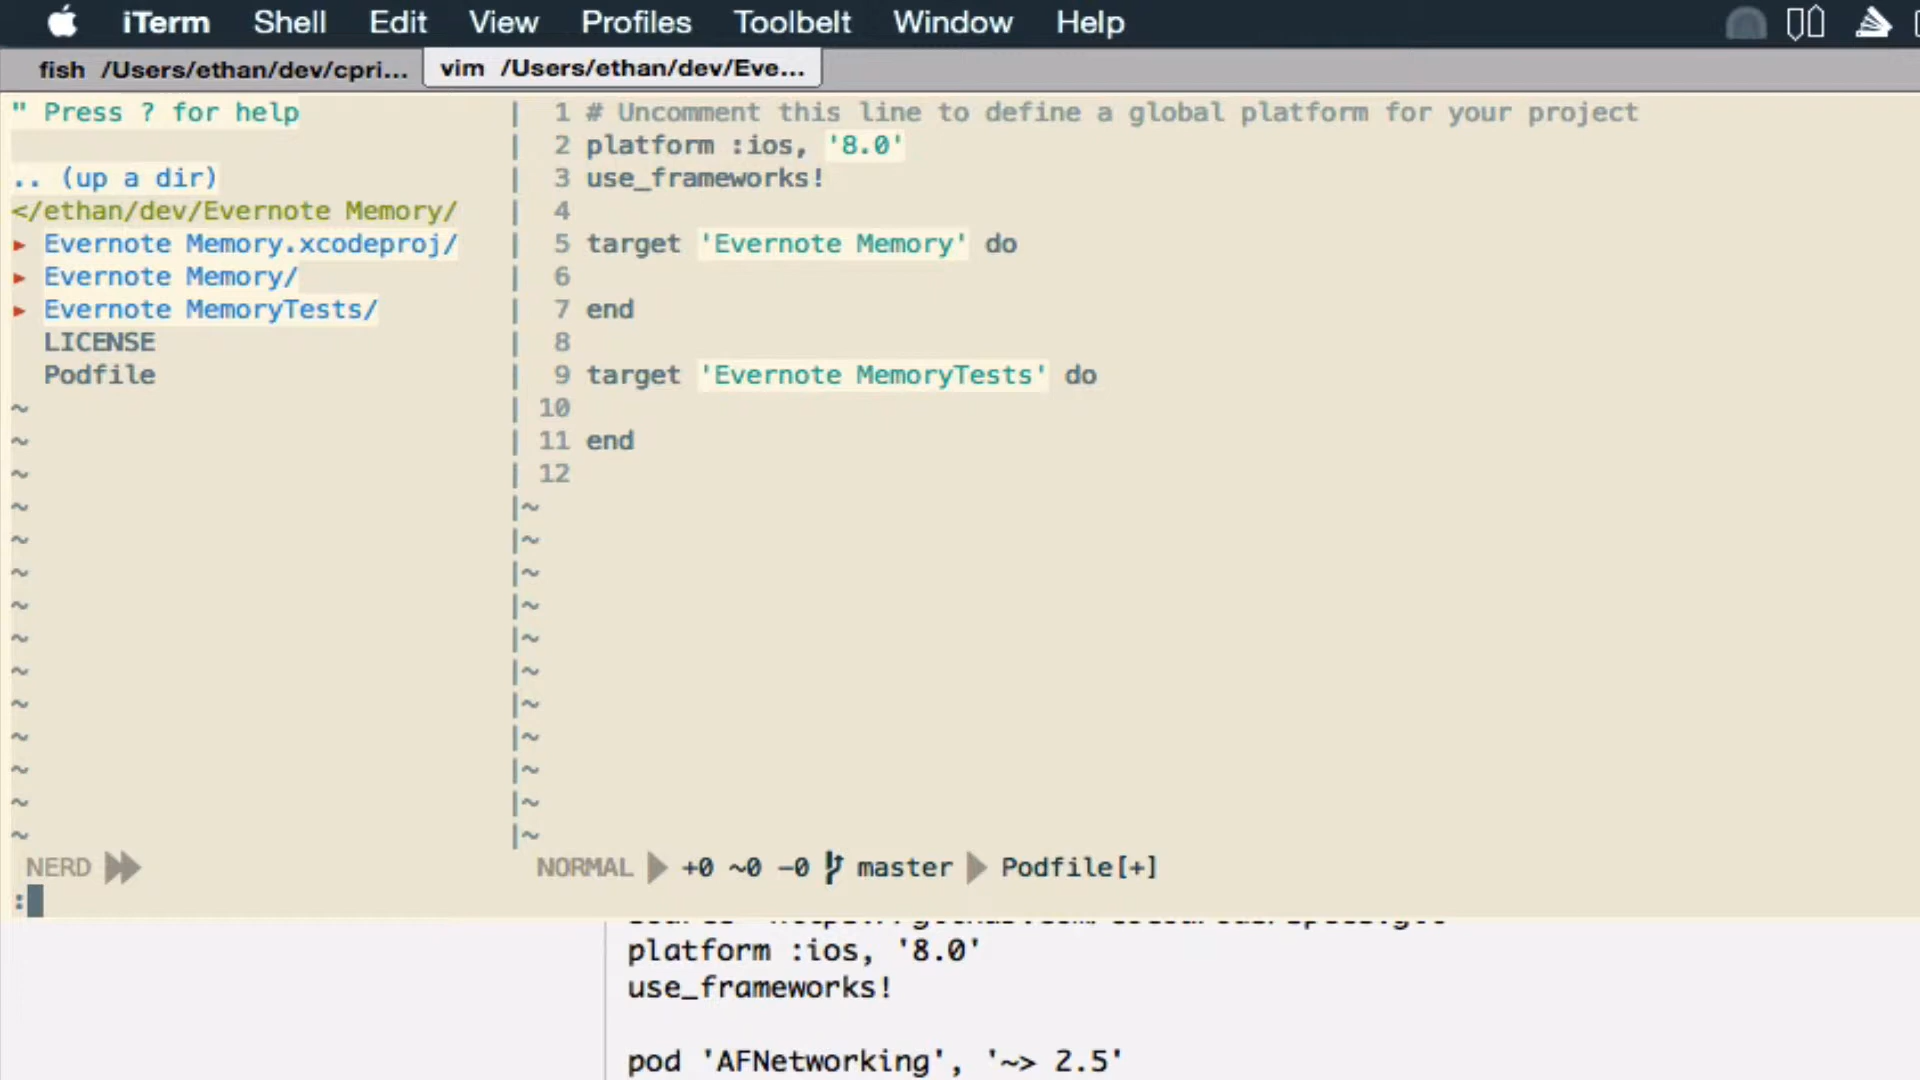 iTerm Shell Edit View Profiles Toolbelt Window Help
fish /Users/ethan/dev/cpri...
vim /Users/ethan/dev/Eve...
" Press ? for help
.. (up a dir)
</ethan/dev/Evernote Memory/
▸ Evernote Memory.xcodeproj/
▸ Evernote Memory/
▸ Evernote MemoryTests/
LICENSE
Podfile
~
~
~
~
~
~
~
~
~
~
~
~
~
~
NERD
1 # Uncomment this line to define a global platform for your project
2 platform :ios, '8.0'
3 use_frameworks!
4
5 target 'Evernote Memory' do
6
7 end
8
9 target 'Evernote MemoryTests' do
10
11 end
12
~
~
~
~
~
~
~
~
~
~
~
NORMAL +0 ~0 -0 master Podfile[+]
:
platform :ios, '8.0'
use_frameworks!
pod 'AFNetworking', '~> 2.5'